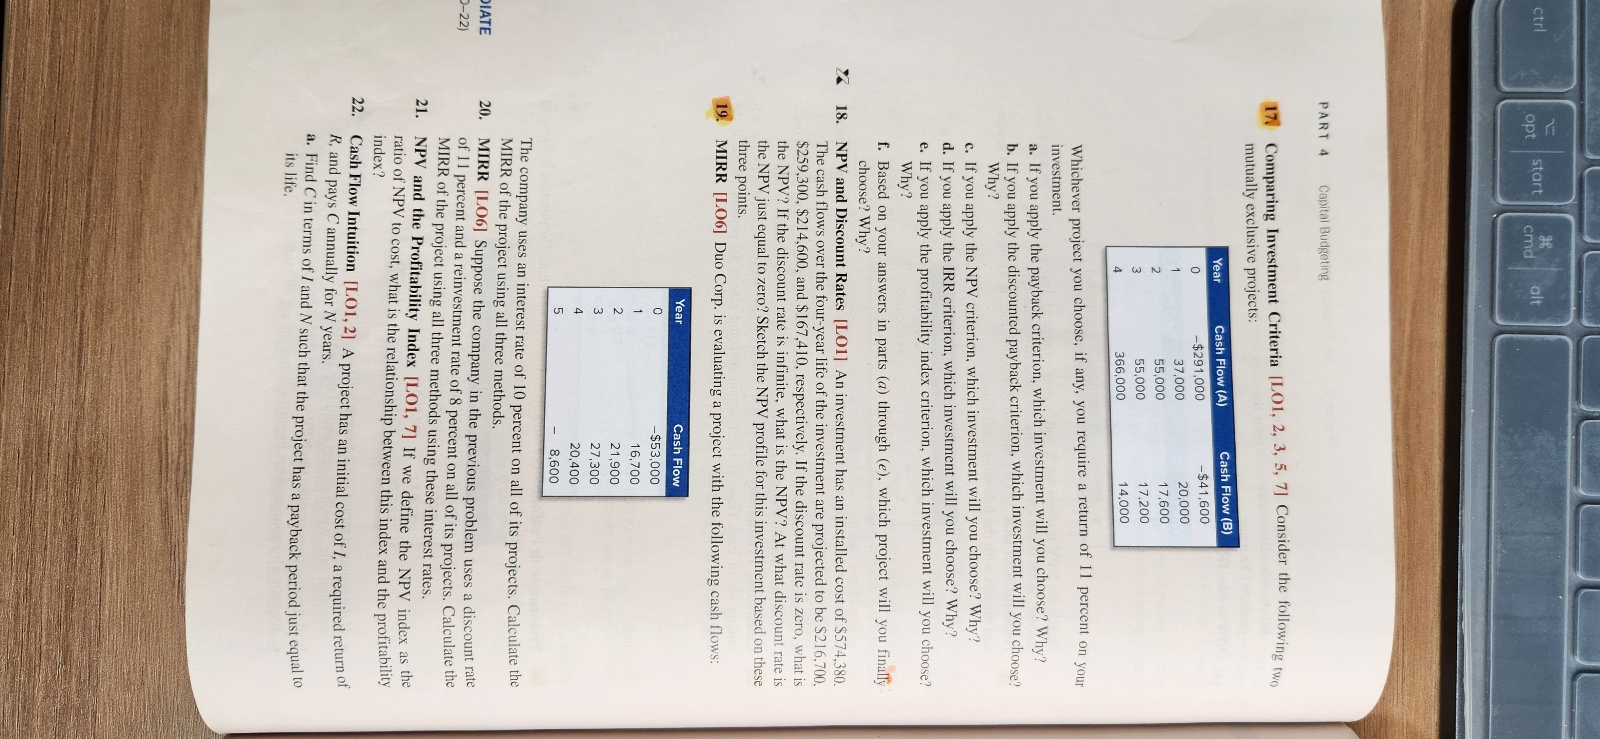 PART 4 Capital Budgeting
17. Comparing Investment Criteria [LO1, 2, 3, 5, 7] Consider the following two
mutually exclusive projects:
Year Cash Flow (A) Cash Flow (B)
0 –$291,000 –$41,600
1 37,000 20,000
2 55,000 17,600
3 55,000 17,200
4 366,000 14,000
Whichever project you choose, if any, you require a return of 11 percent on your
investment.
a. If you apply the payback criterion, which investment will you choose? Why?
b. If you apply the discounted payback criterion, which investment will you choose?
Why?
c. If you apply the NPV criterion, which investment will you choose? Why?
d. If you apply the IRR criterion, which investment will you choose? Why?
e. If you apply the profitability index criterion, which investment will you choose?
Why?
f. Based on your answers in parts (a) through (e), which project will you finally
choose? Why?
18. NPV and Discount Rates [LO1] An investment has an installed cost of $574,380.
The cash flows over the four-year life of the investment are projected to be $216,700,
$259,300, $214,600, and $167,410, respectively. If the discount rate is zero, what is
the NPV? If the discount rate is infinite, what is the NPV? At what discount rate is
the NPV just equal to zero? Sketch the NPV profile for this investment based on these
three points.
19. MIRR [LO6] Duo Corp. is evaluating a project with the following cash flows:
Year Cash Flow
0 –$53,000
1 16,700
2 21,900
3 27,300
4 20,400
5 – 8,600
The company uses an interest rate of 10 percent on all of its projects. Calculate the
MIRR of the project using all three methods.
DIATE
0–22)
20. MIRR [LO6] Suppose the company in the previous problem uses a discount rate
of 11 percent and a reinvestment rate of 8 percent on all of its projects. Calculate the
MIRR of the project using all three methods using these interest rates.
21. NPV and the Profitability Index [LO1, 7] If we define the NPV index as the
ratio of NPV to cost, what is the relationship between this index and the profitability
index?
22. Cash Flow Intuition [LO1, 2] A project has an initial cost of I, a required return of
R, and pays C annually for N years.
a. Find C in terms of I and N such that the project has a payback period just equal to
its life.
ctrl
opt
start
⌘
cmd
alt